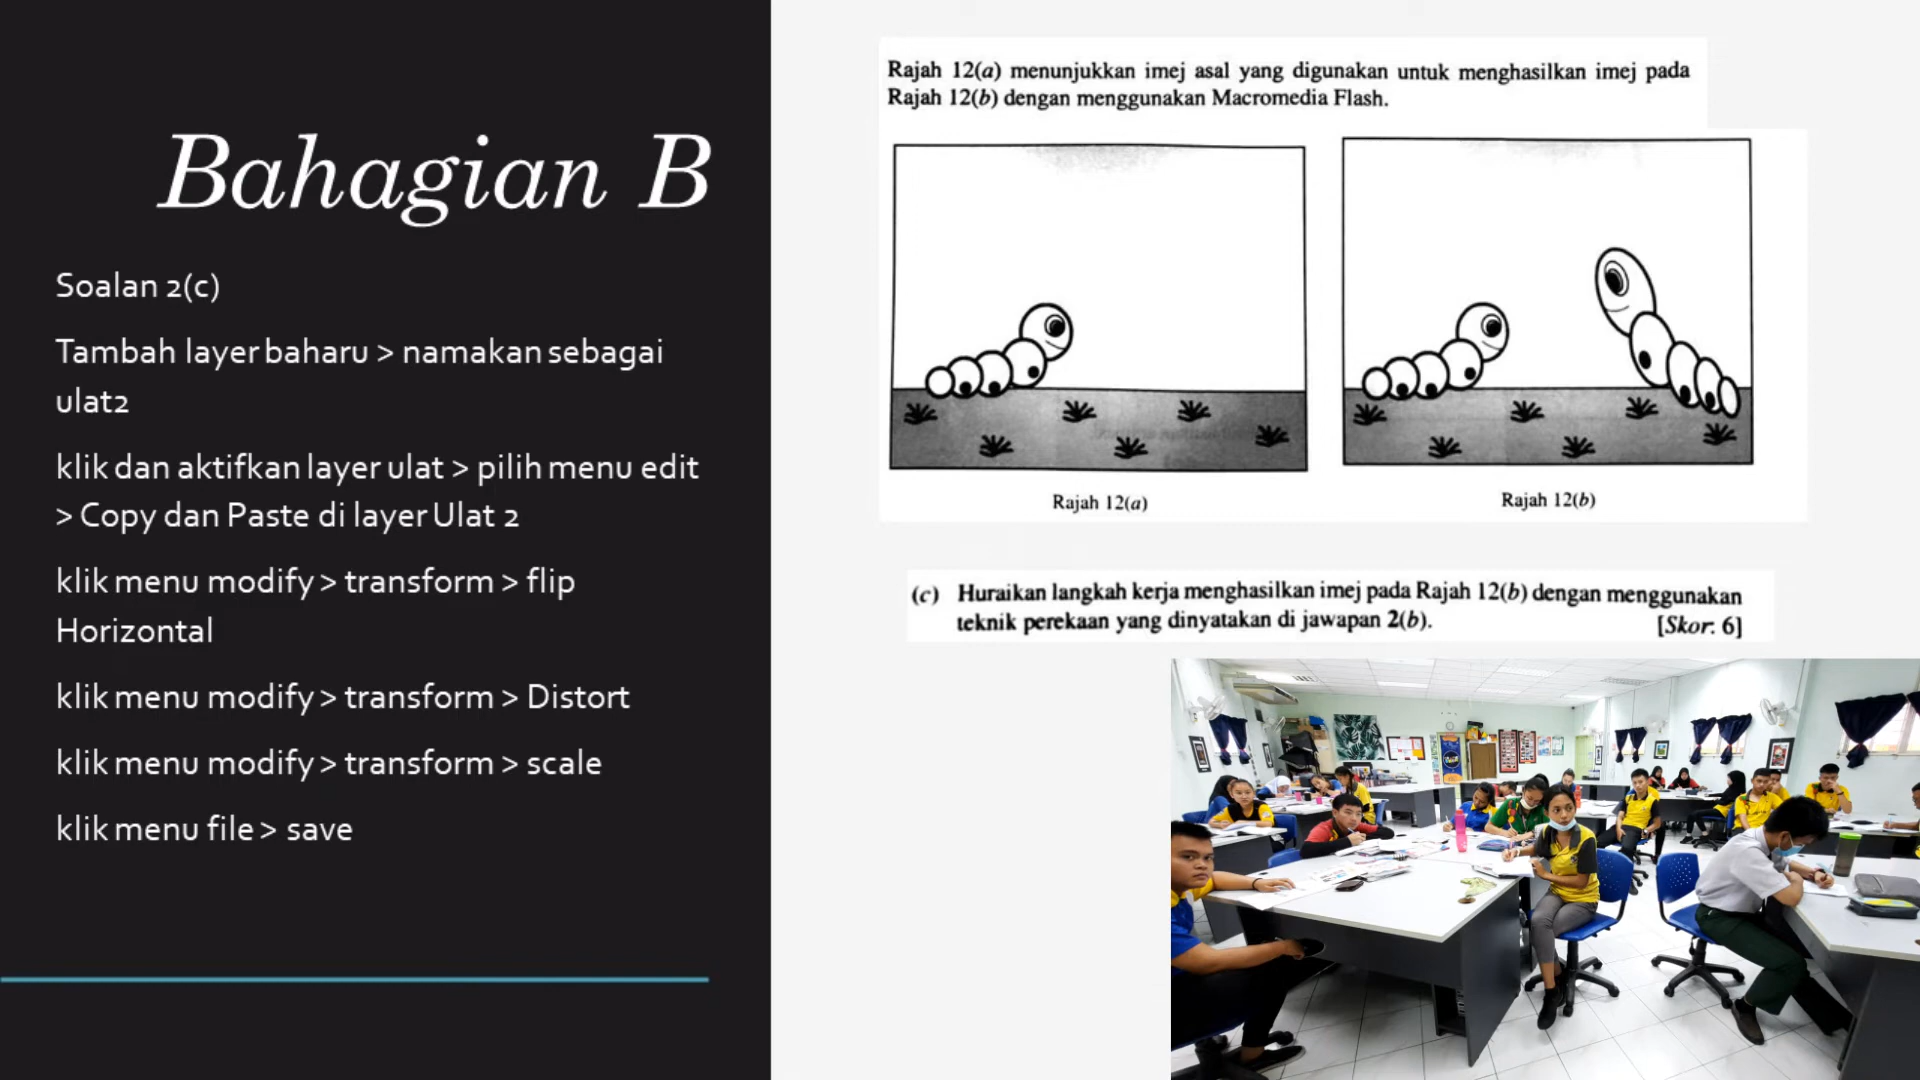 Bahagian B
Soalan 2(c)
Tambah layer baharu > namakan sebagai
ulat2
klik dan aktifkan layer ulat > pilih menu edit
> Copy dan Paste di layer Ulat 2
klik menu modify > transform > flip
Horizontal
klik menu modify > transform > Distort
klik menu modify > transform > scale
klik menu file > save
Rajah 12(a) menunjukkan imej asal yang digunakan untuk menghasilkan imej pada
Rajah 12(b) dengan menggunakan Macromedia Flash.
Rajah 12(a)
Rajah 12(b)
(c) Huraikan langkah kerja menghasilkan imej pada Rajah 12(b) dengan menggunakan
teknik perekaan yang dinyatakan di jawapan 2(b).
[Skor: 6]